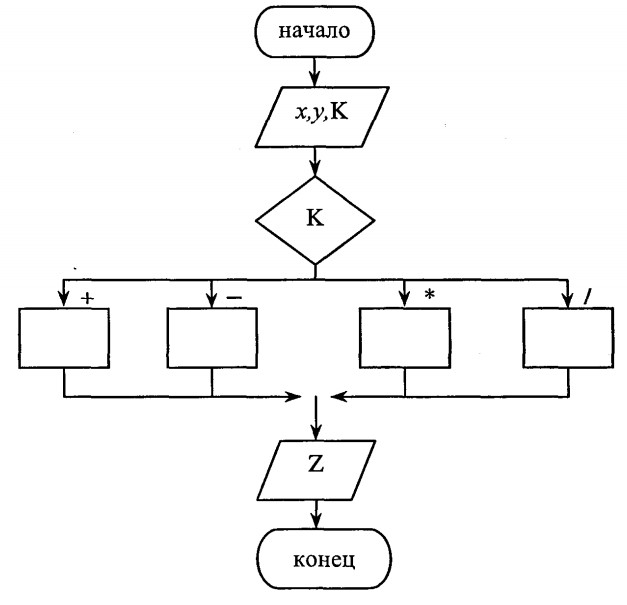 начало
x,y,K
K
+ − * /
Z
конец